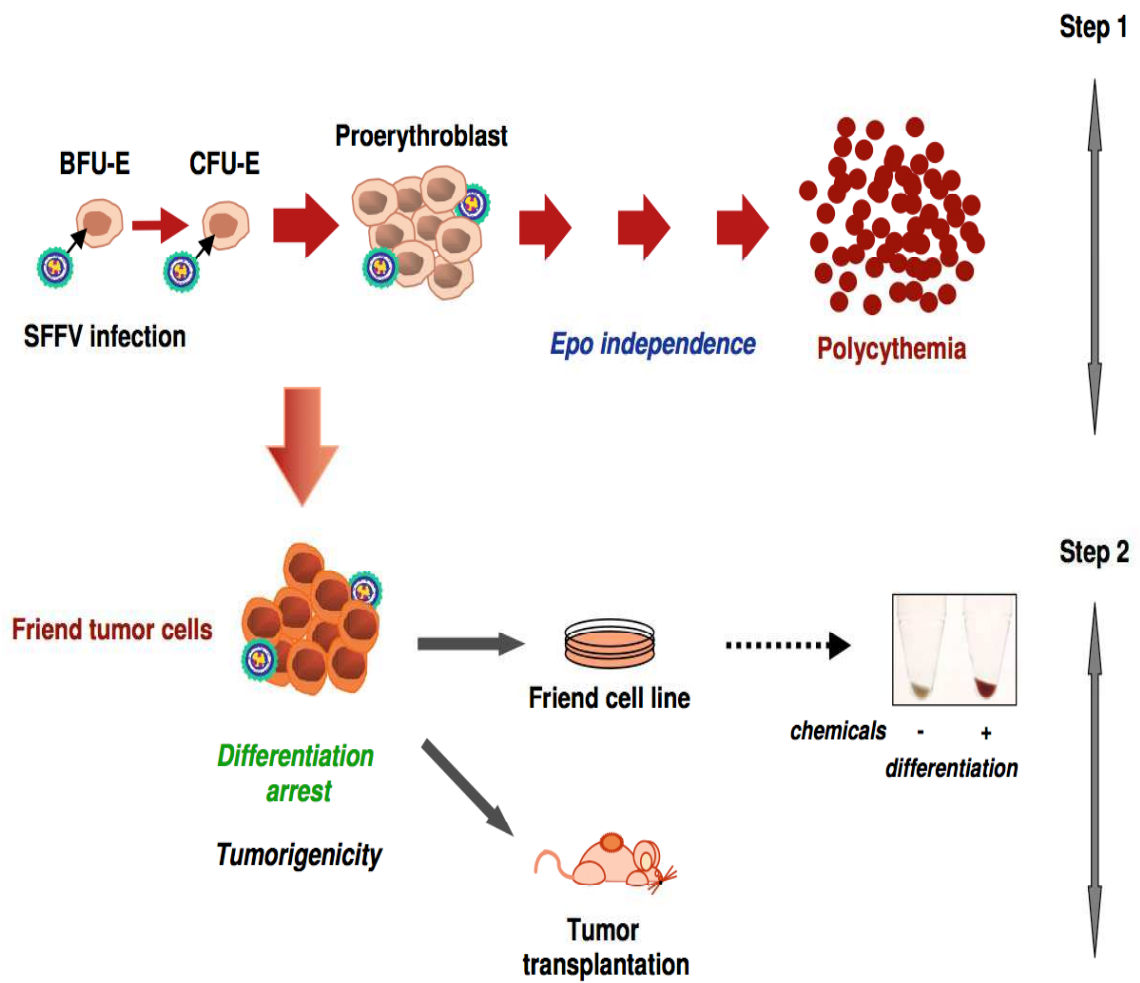 Step 1
Proerythroblast
BFU-E
CFU-E
SFFV infection
Epo independence
Polycythemia
Step 2
Friend tumor cells
Friend cell line
chemicals - +
differentiation
Differentiation
arrest
Tumorigenicity
Tumor
transplantation